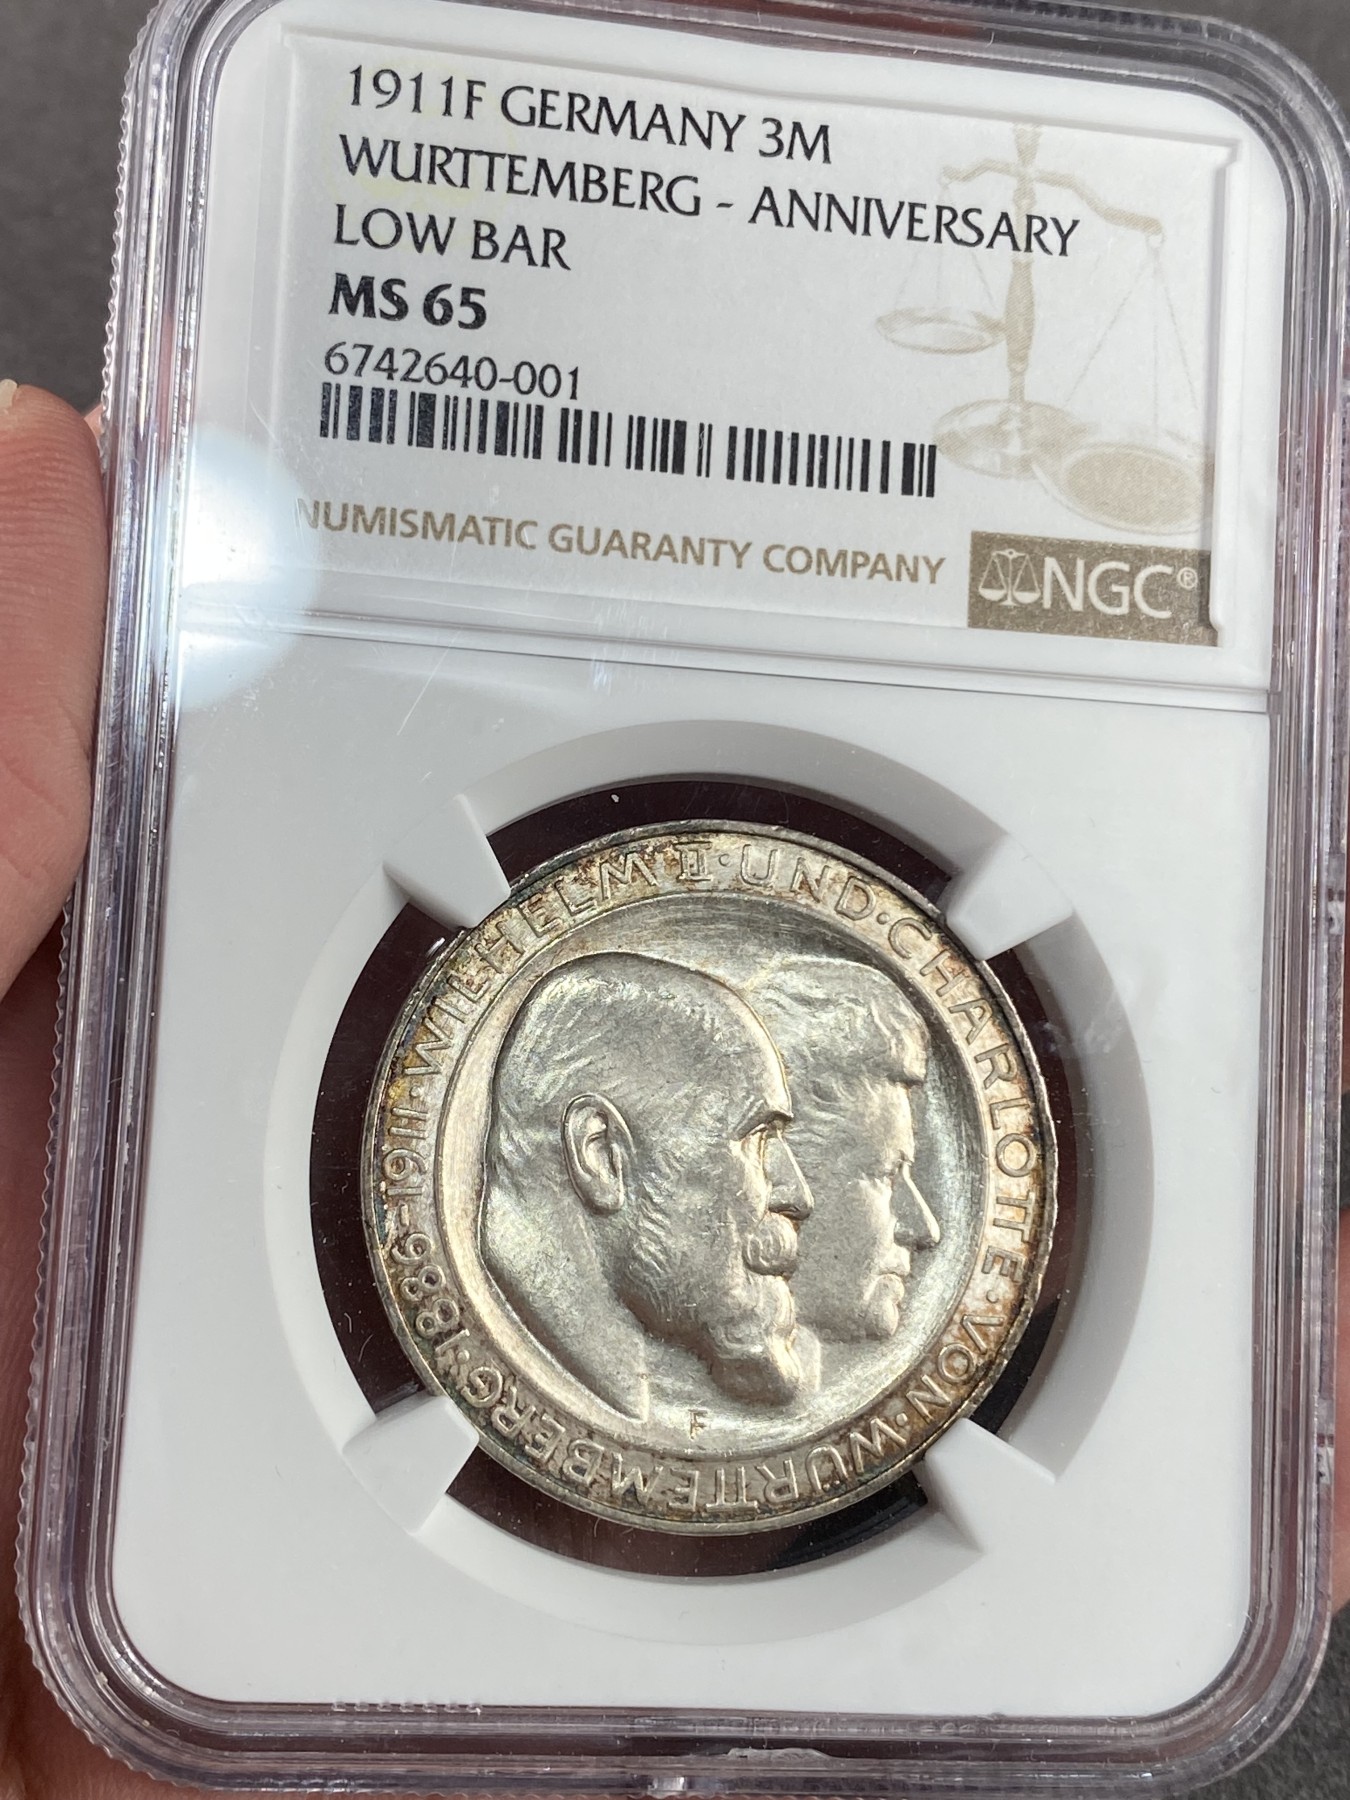 1911F GERMANY 3M
WURTTEMBERG - ANNIVERSARY
LOW BAR
MS 65
6742640-001
NUMISMATIC GUARANTY COMPANY
NGC®
·WILHELM II·UND·CHARLOTTE·VON·WÜRTTEMBERG·1886-1911
F